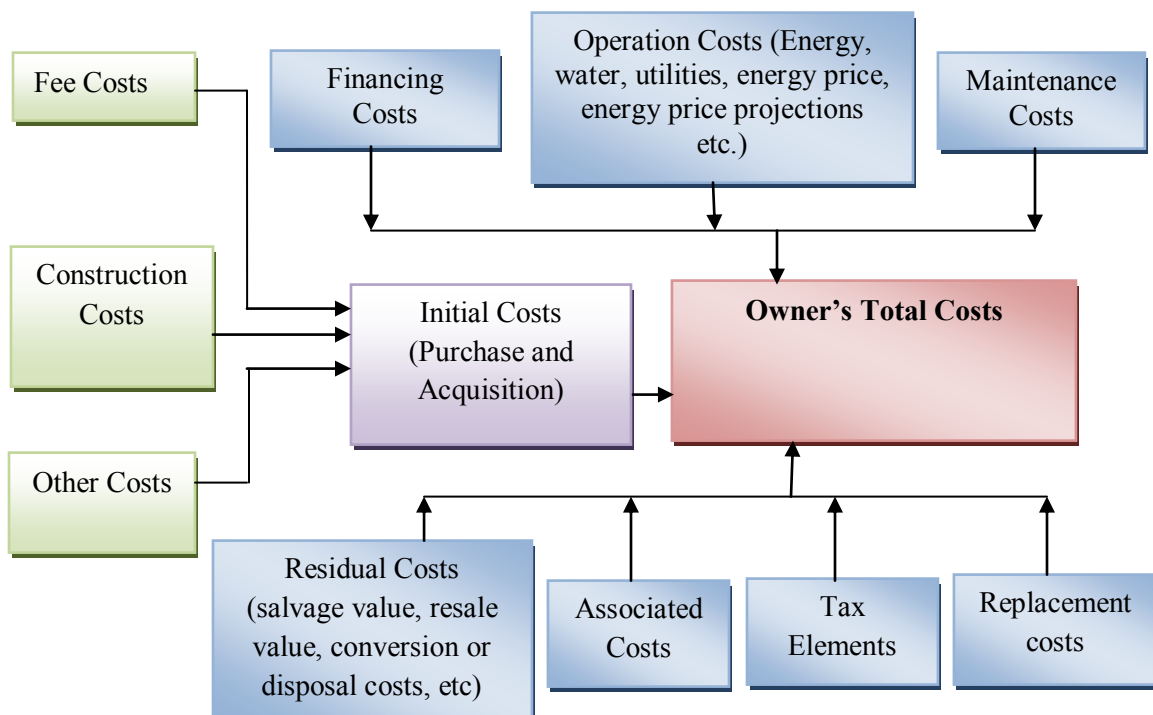 Fee Costs
Financing
Costs
Operation Costs (Energy,
water, utilities, energy price,
energy price projections
etc.)
Maintenance
Costs
Construction
Costs
Initial Costs
(Purchase and
Acquisition)
Owner’s Total Costs
Other Costs
Residual Costs
(salvage value, resale
value, conversion or
disposal costs, etc)
Associated
Costs
Tax
Elements
Replacement
costs